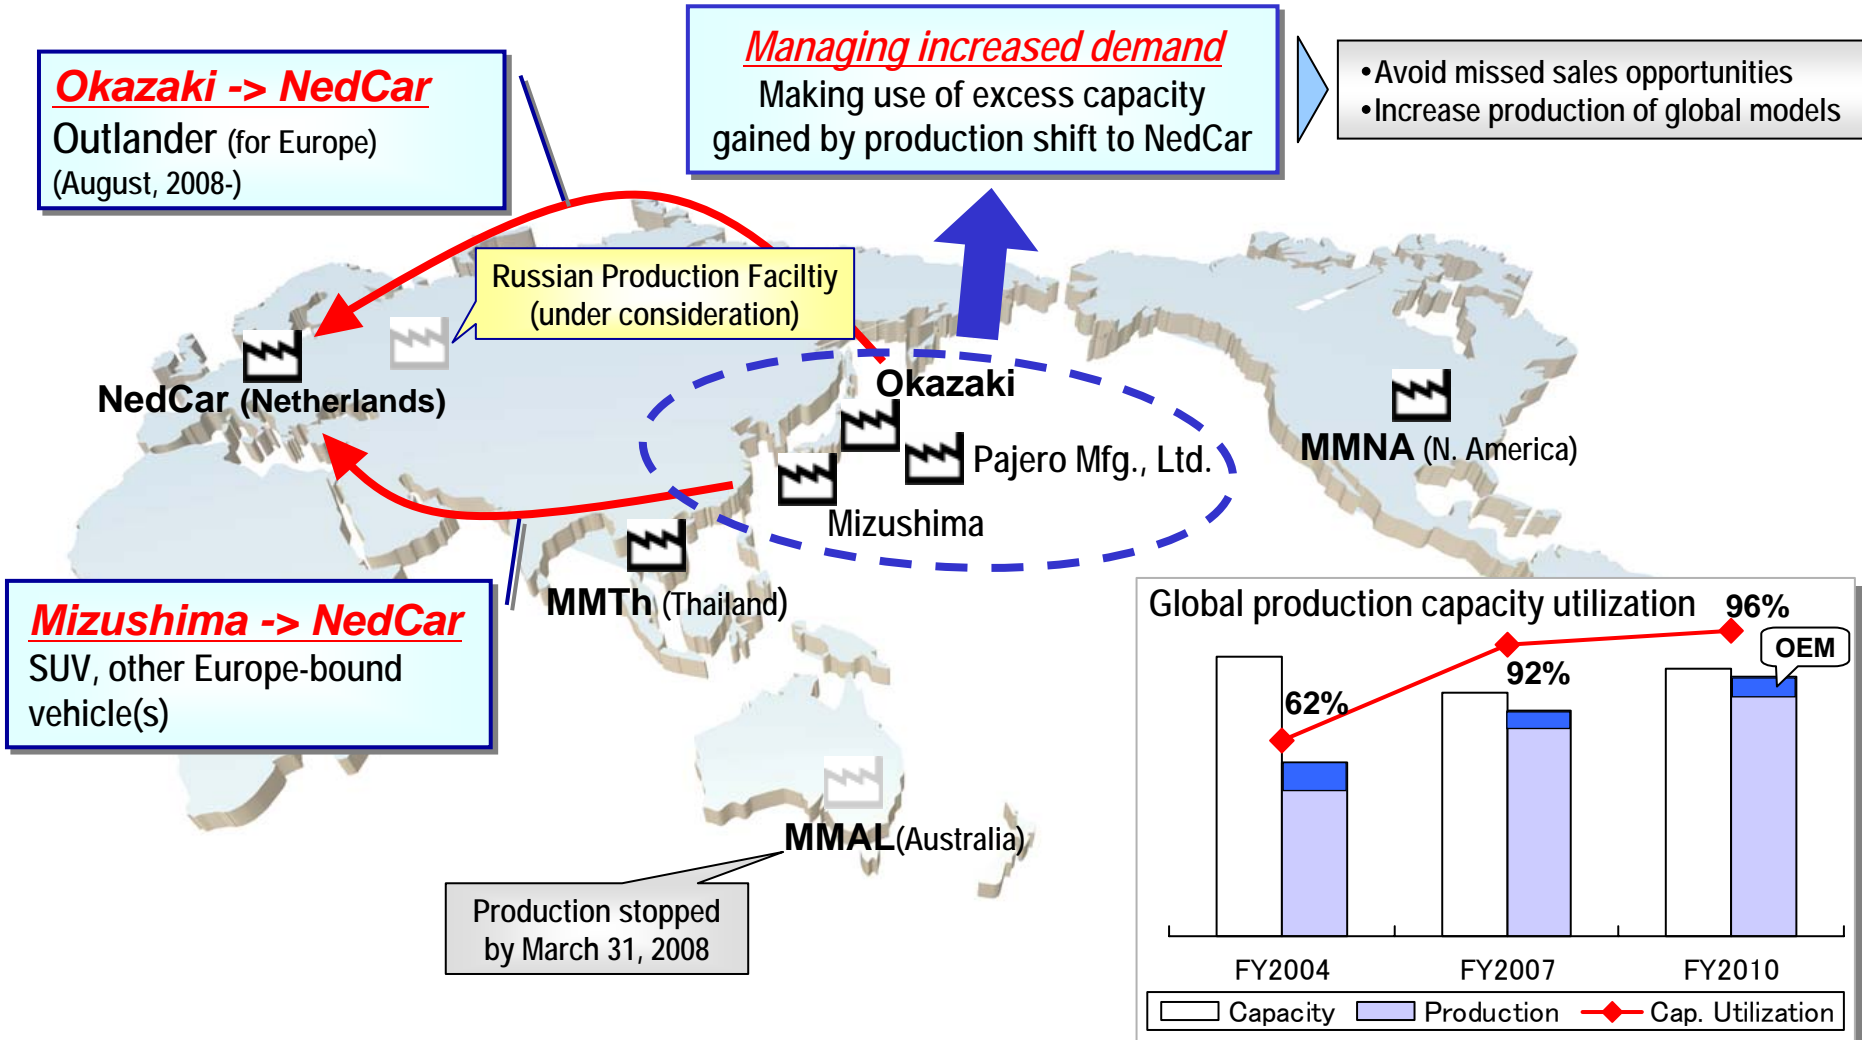 Okazaki -> NedCar
Outlander (for Europe)
(August, 2008-)
Managing increased demand
Making use of excess capacity
gained by production shift to NedCar
•Avoid missed sales opportunities
•Increase production of global models
Russian Production Faciltiy
(under consideration)
NedCar (Netherlands)
Okazaki
Pajero Mfg., Ltd.
Mizushima
MMNA (N. America)
MMTh (Thailand)
Mizushima -> NedCar
SUV, other Europe-bound
vehicle(s)
MMAL(Australia)
Production stopped
by March 31, 2008
Global production capacity utilization
96%
OEM
92%
62%
FY2004
FY2007
FY2010
Capacity
Production
Cap. Utilization